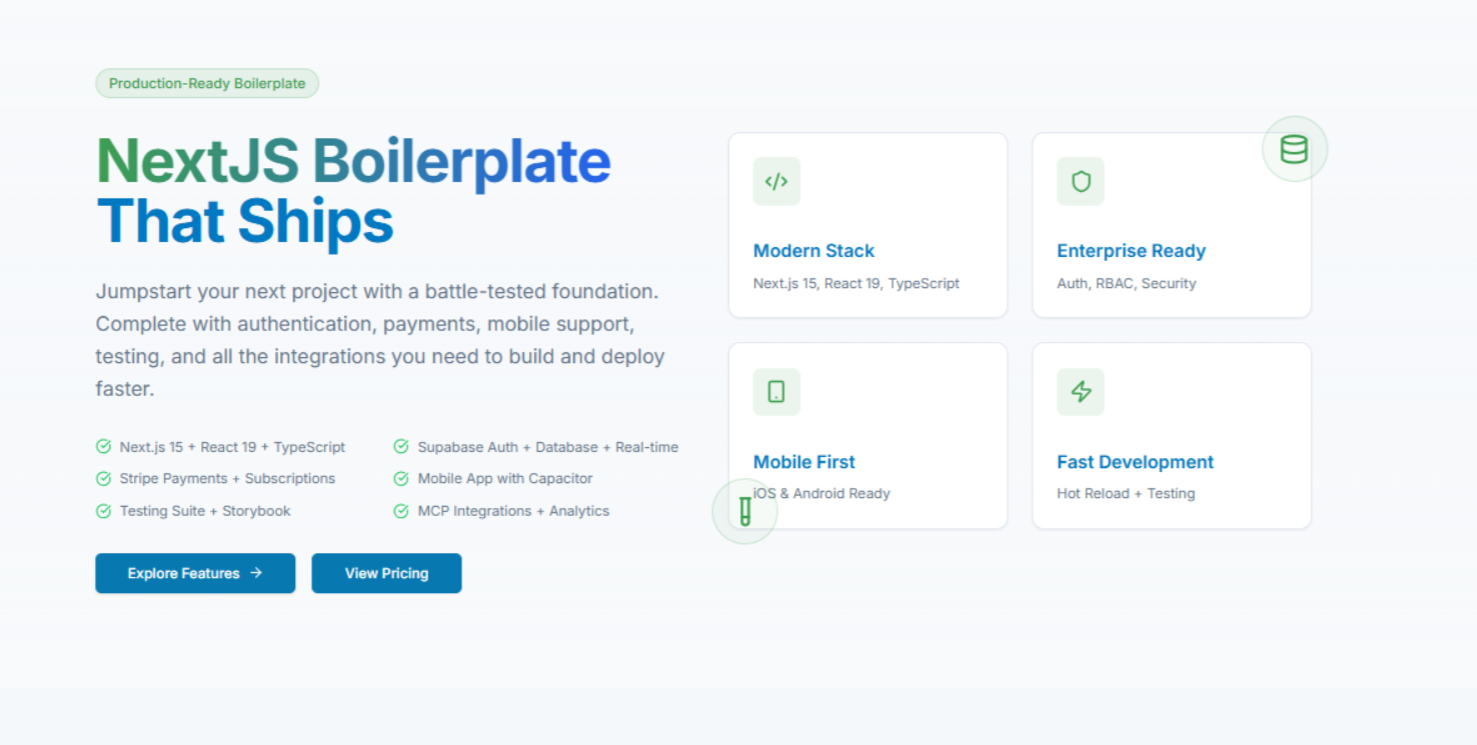 Production-Ready Boilerplate
NextJS Boilerplate
That Ships
Jumpstart your next project with a battle-tested foundation.
Complete with authentication, payments, mobile support,
testing, and all the integrations you need to build and deploy
faster.
Next.js 15 + React 19 + TypeScript
Supabase Auth + Database + Real-time
Stripe Payments + Subscriptions
Mobile App with Capacitor
Testing Suite + Storybook
MCP Integrations + Analytics
Explore Features →
View Pricing
Modern Stack
Next.js 15, React 19, TypeScript
Enterprise Ready
Auth, RBAC, Security
Mobile First
iOS & Android Ready
Fast Development
Hot Reload + Testing